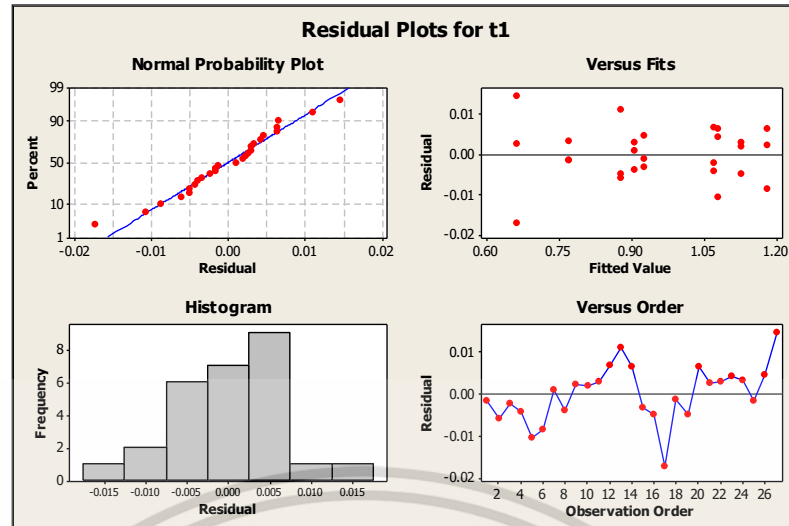 Residual Plots for t1
Normal Probability Plot
99
90
50
10
1
Percent
-0.02 -0.01 0.00 0.01 0.02
Residual
Versus Fits
0.01
0.00
-0.01
-0.02
Residual
0.60 0.75 0.90 1.05 1.20
Fitted Value
Histogram
8
6
4
2
0
Frequency
-0.015 -0.010 -0.005 0.000 0.005 0.010 0.015
Residual
Versus Order
0.01
0.00
-0.01
-0.02
Residual
2 4 6 8 10 12 14 16 18 20 22 24 26
Observation Order